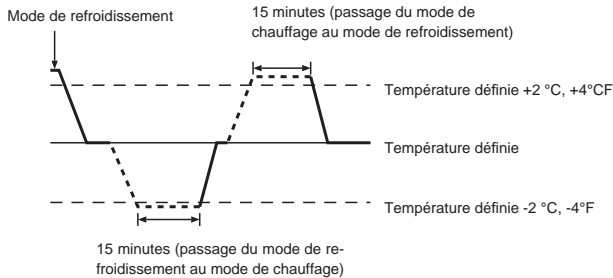 Mode de refroidissement
15 minutes (passage du mode de
chauffage au mode de refroidissement)
Température définie +2 °C, +4°CF
Température définie
Température définie -2 °C, -4°F
15 minutes (passage du mode de re-
froidissement au mode de chauffage)